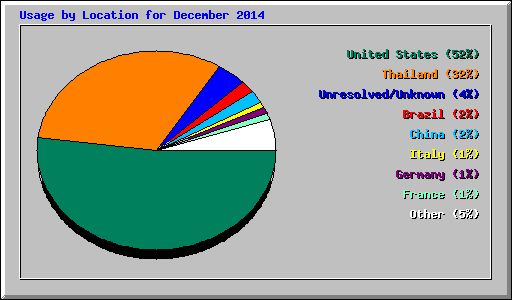 Usage by Location for December 2014
United States (52%)
Thailand (32%)
Unresolved/Unknown (4%)
Brazil (2%)
China (2%)
Italy (1%)
Germany (1%)
France (1%)
Other (5%)